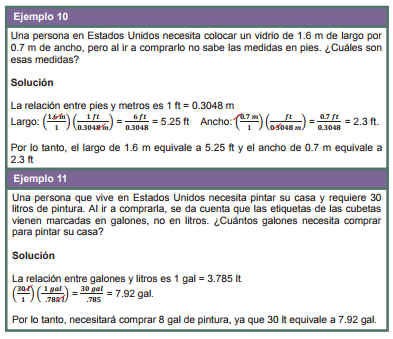 Ejemplo 10
Una persona en Estados Unidos necesita colocar un vidrio de 1.6 m de largo por
0.7 m de ancho, pero al ir a comprarlo no sabe las medidas en pies. ¿Cuáles son
esas medidas?
Solución
La relación entre pies y metros es 1 ft = 0.3048 m
Largo: (1.6 m/1) (1 ft/0.3048 m) = 6 ft/0.3048 = 5.25 ft Ancho: (0.7 m/1) (ft/0.3048 m) = 0.7 ft/0.3048 = 2.3 ft.
Por lo tanto, el largo de 1.6 m equivale a 5.25 ft y el ancho de 0.7 m equivale a
2.3 ft
Ejemplo 11
Una persona que vive en Estados Unidos necesita pintar su casa y requiere 30
litros de pintura. Al ir a comprarla, se da cuenta que las etiquetas de las cubetas
vienen marcadas en galones, no en litros. ¿Cuántos galones necesita comprar
para pintar su casa?
Solución
La relación entre galones y litros es 1 gal = 3.785 lt
(30 l/1) (1 gal/.785 l) = 30 gal/.785 = 7.92 gal.
Por lo tanto, necesitará comprar 8 gal de pintura, ya que 30 lt equivale a 7.92 gal.